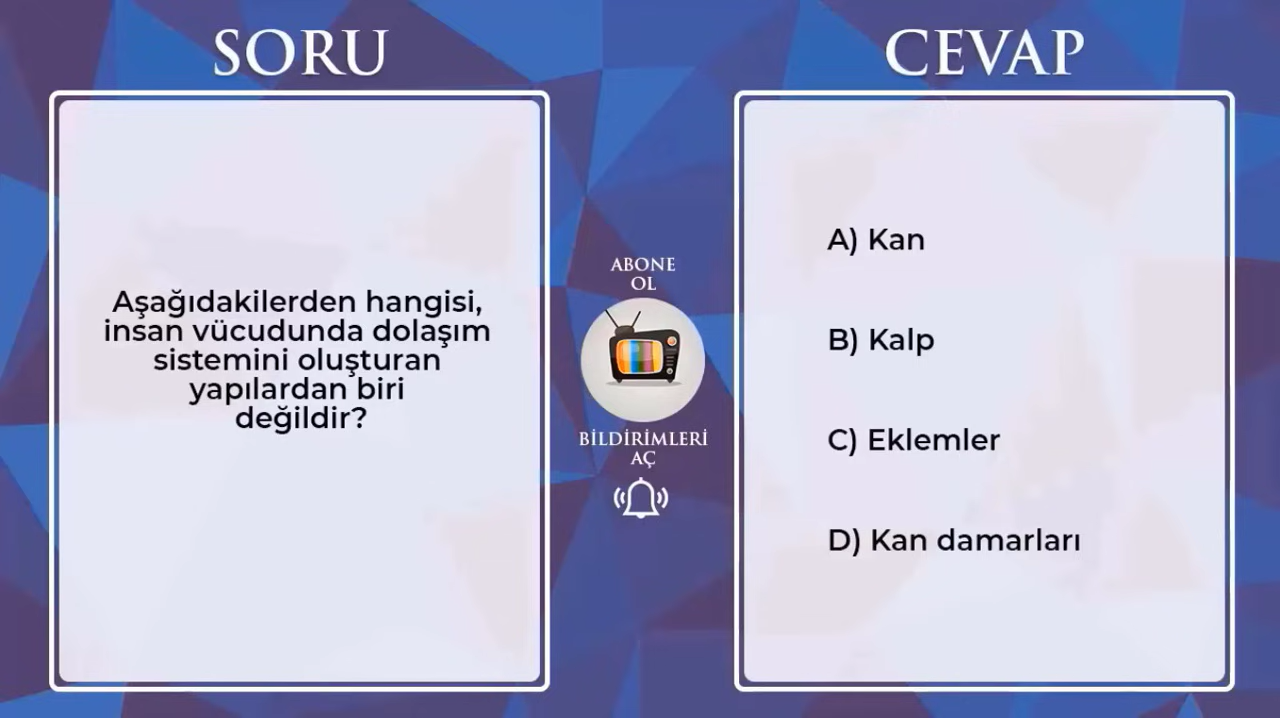 SORU
Aşağıdakilerden hangisi,
insan vücudunda dolaşım
sistemini oluşturan
yapılardan biri
değildir?
ABONE
OL
BİLDİRİMLERİ
AÇ
CEVAP
A) Kan
B) Kalp
C) Eklemler
D) Kan damarları